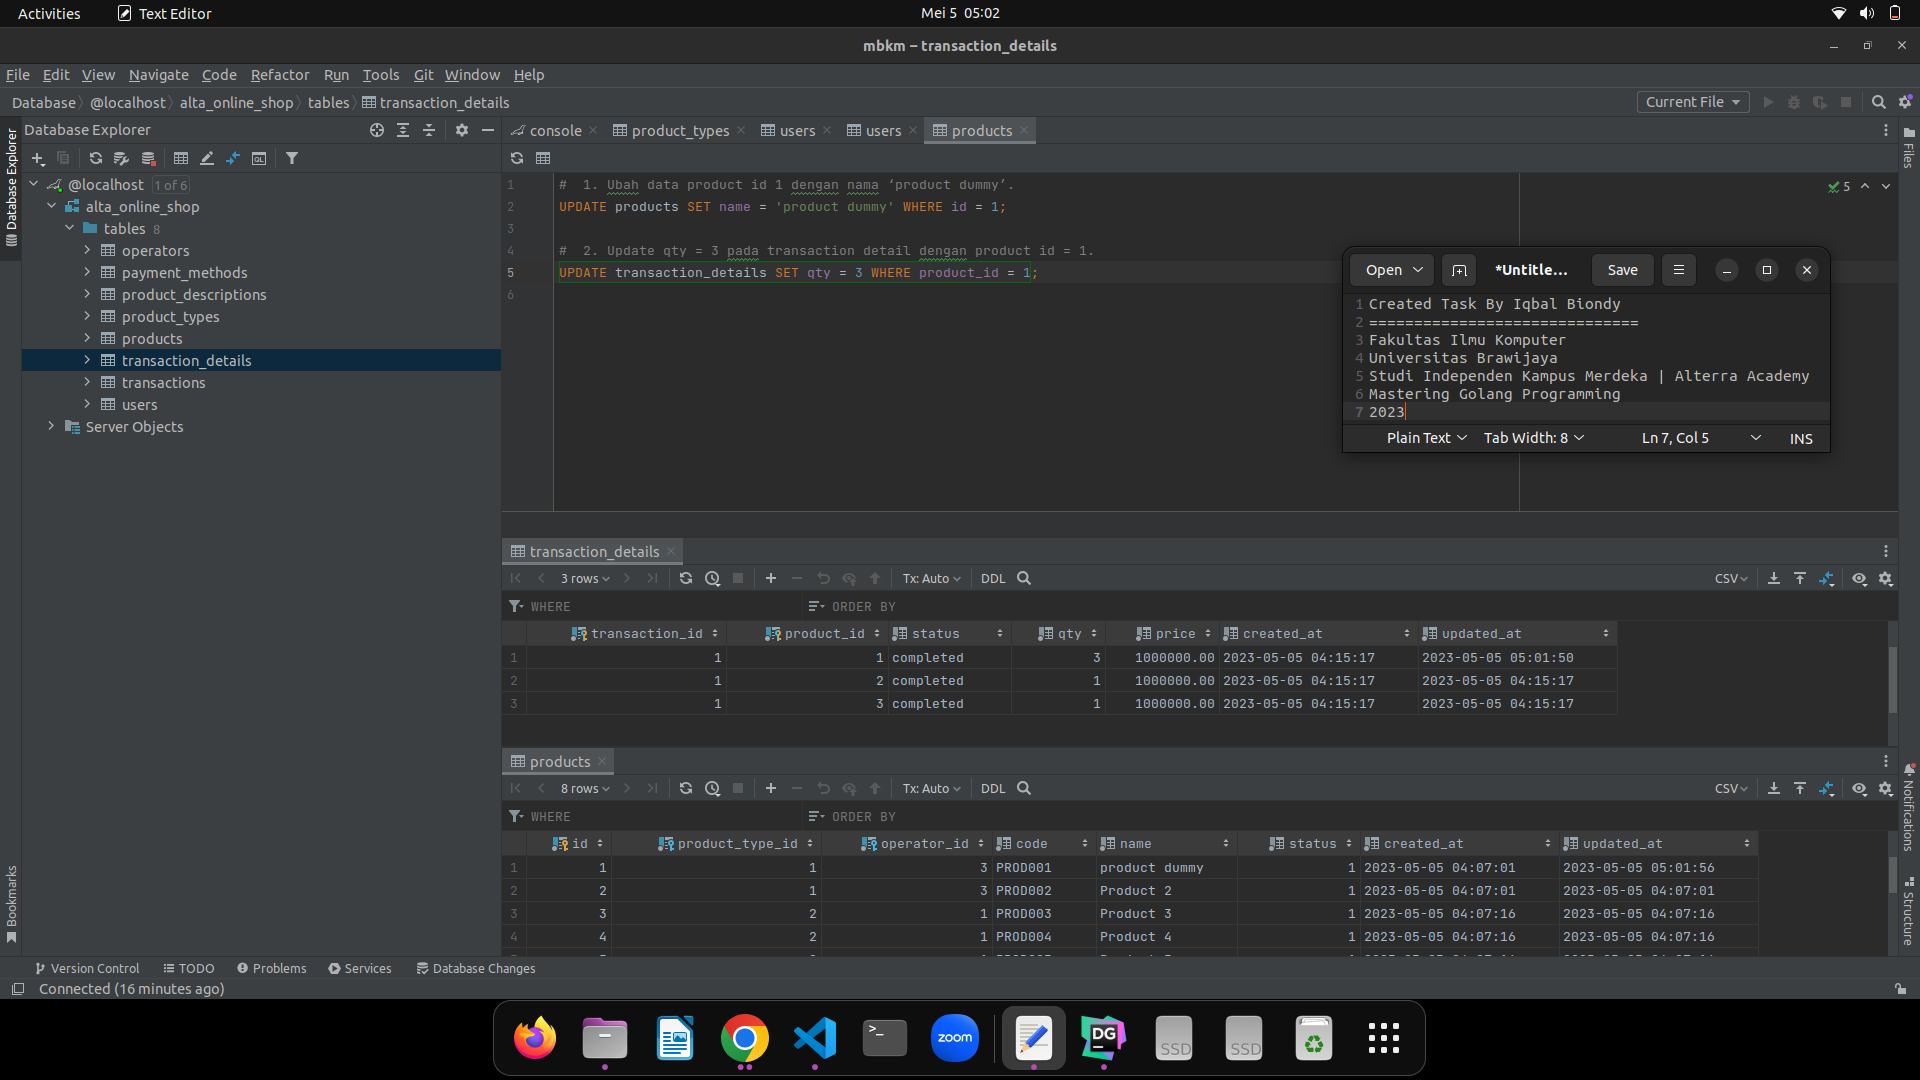 Activities
Text Editor
Mei 5 05:02
mbkm – transaction_details
File Edit View Navigate Code Refactor Run Tools Git Window Help
Database @localhost alta_online_shop tables transaction_details
Current File
Database Explorer
Database Explorer
@localhost 1 of 6
alta_online_shop
tables 8
operators
payment_methods
product_descriptions
product_types
products
transaction_details
transactions
users
Server Objects
Bookmarks
console product_types users users products
1 # 1. Ubah data product id 1 dengan nama ‘product dummy’.
2 UPDATE products SET name = 'product dummy' WHERE id = 1;
3
4 # 2. Update qty = 3 pada transaction detail dengan product id = 1.
5 UPDATE transaction_details SET qty = 3 WHERE product_id = 1;
6
5
Files
Open *Untitle... Save
1 Created Task By Iqbal Biondy
2 ==============================
3 Fakultas Ilmu Komputer
4 Universitas Brawijaya
5 Studi Independen Kampus Merdeka | Alterra Academy
6 Mastering Golang Programming
7 2023
Plain Text Tab Width: 8 Ln 7, Col 5 INS
transaction_details
3 rows Tx: Auto DDL CSV
WHERE ORDER BY
transaction_id product_id status qty price created_at updated_at
1 1 1 completed 3 1000000.00 2023-05-05 04:15:17 2023-05-05 05:01:50
2 1 2 completed 1 1000000.00 2023-05-05 04:15:17 2023-05-05 04:15:17
3 1 3 completed 1 1000000.00 2023-05-05 04:15:17 2023-05-05 04:15:17
products
8 rows Tx: Auto DDL CSV
WHERE ORDER BY
id product_type_id operator_id code name status created_at updated_at
1 1 1 3 PROD001 product dummy 1 2023-05-05 04:07:01 2023-05-05 05:01:56
2 2 1 3 PROD002 Product 2 1 2023-05-05 04:07:01 2023-05-05 04:07:01
3 3 2 1 PROD003 Product 3 1 2023-05-05 04:07:16 2023-05-05 04:07:16
4 4 2 1 PROD004 Product 4 1 2023-05-05 04:07:16 2023-05-05 04:07:16
Notifications
Structure
Version Control TODO Problems Services Database Changes
Connected (16 minutes ago)
zoom
DG
SSD
SSD